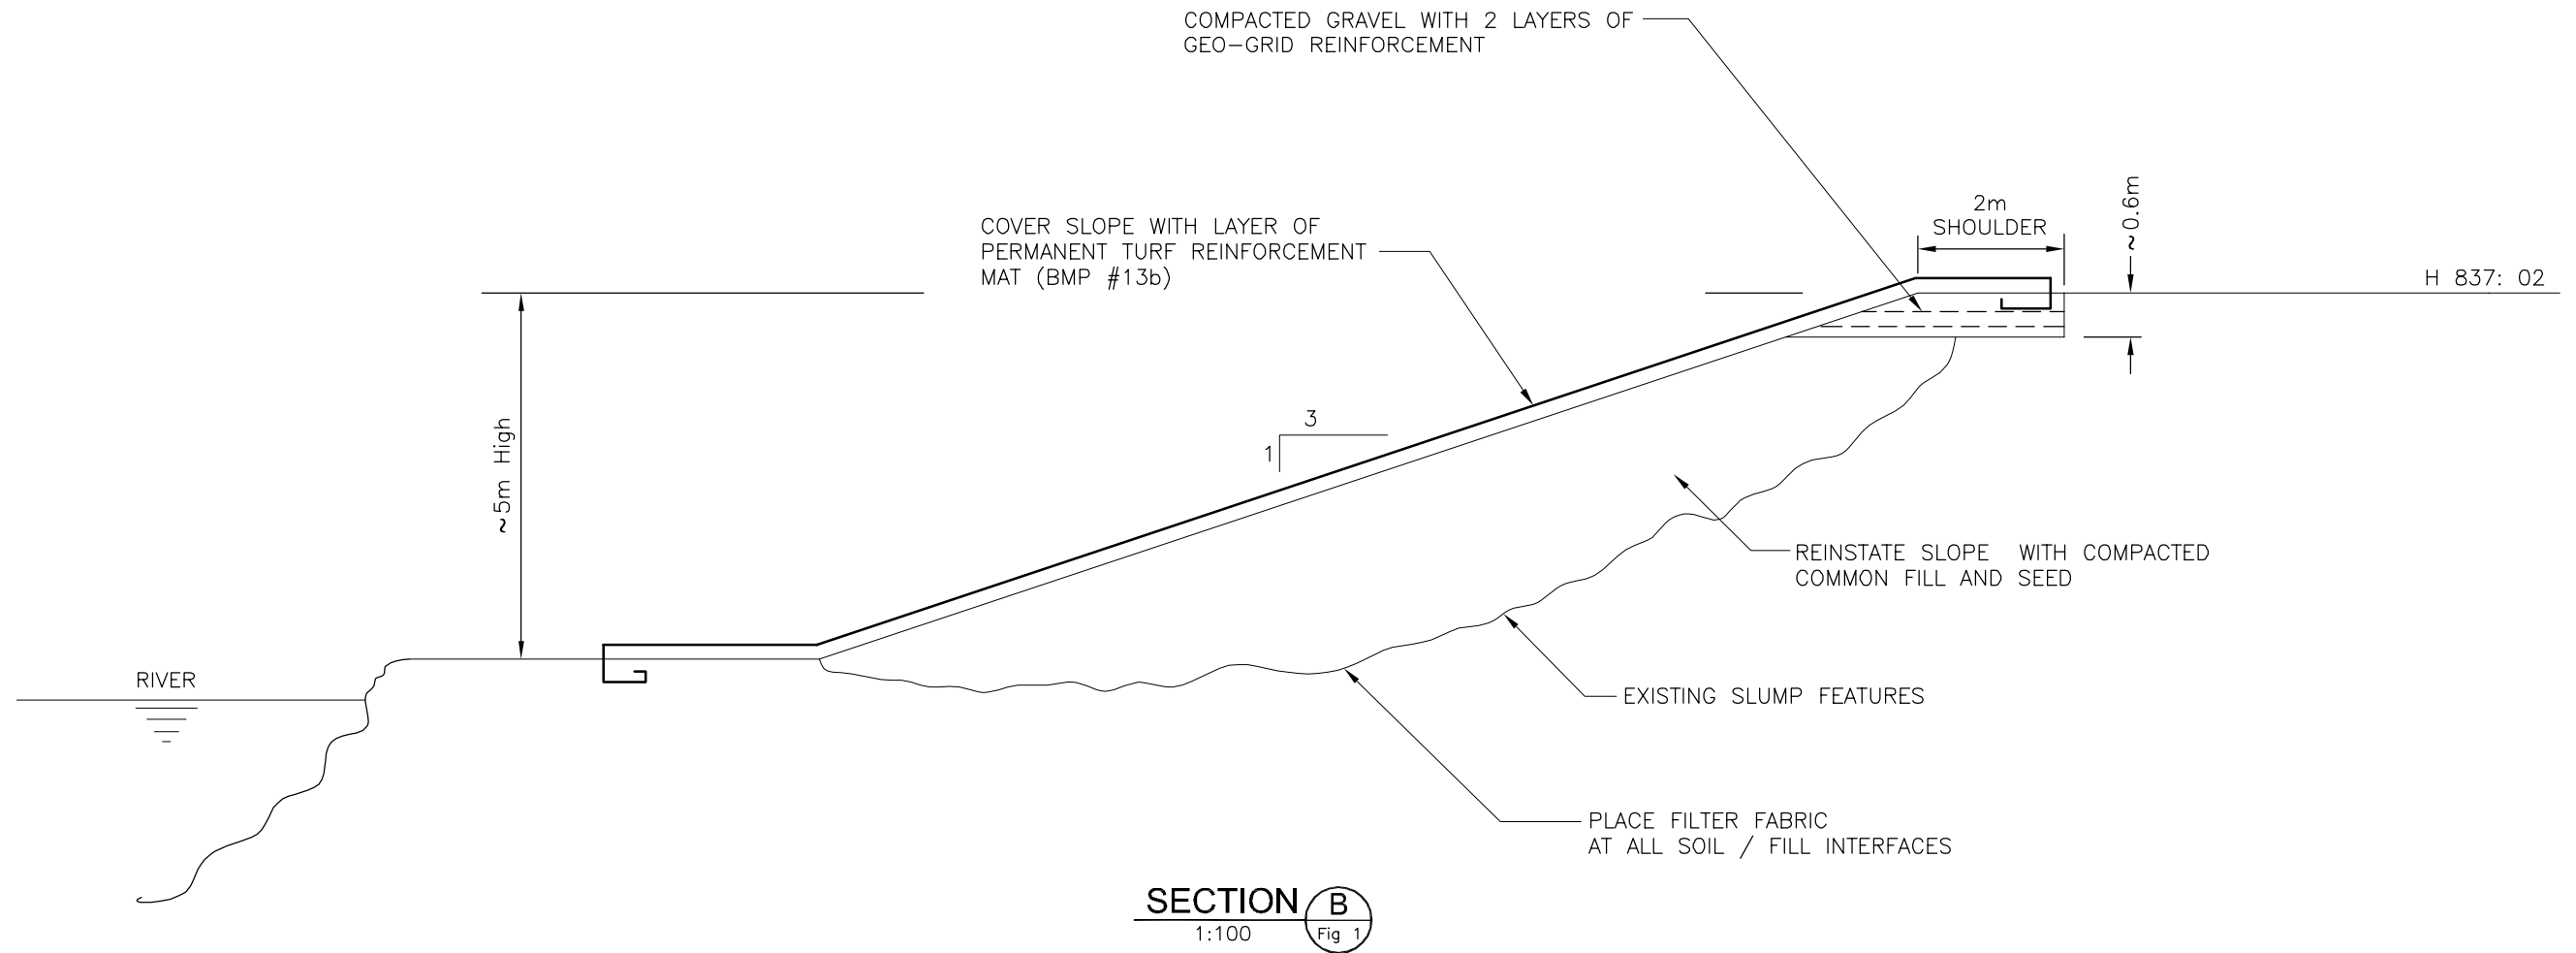 COMPACTED GRAVEL WITH 2 LAYERS OF
GEO-GRID REINFORCEMENT
~0.6m
2m
SHOULDER
COVER SLOPE WITH LAYER OF
PERMANENT TURF REINFORCEMENT
MAT (BMP #13b)
H 837: 02
3
1
~5m High
REINSTATE SLOPE WITH COMPACTED
COMMON FILL AND SEED
RIVER
EXISTING SLUMP FEATURES
PLACE FILTER FABRIC
AT ALL SOIL / FILL INTERFACES
SECTION B
1:100 Fig 1